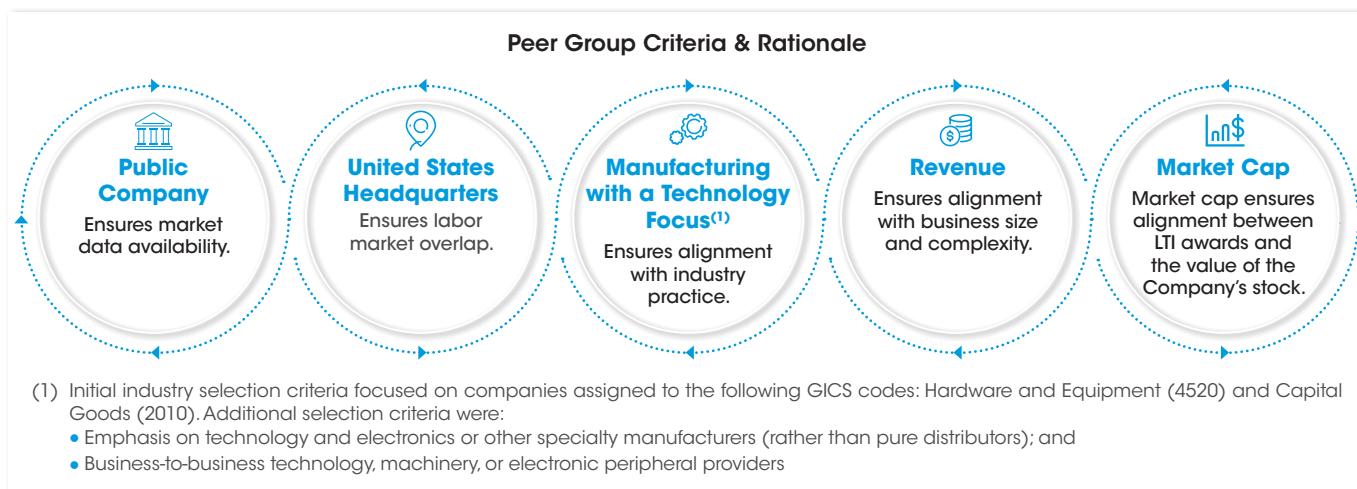 Peer Group Criteria & Rationale
Public
Company
Ensures market
data availability.
United States
Headquarters
Ensures labor
market overlap.
Manufacturing
with a Technology
Focus(1)
Ensures alignment
with industry
practice.
$
Revenue
Ensures alignment
with business size
and complexity.
$
Market Cap
Market cap ensures
alignment between
LTI awards and
the value of the
Company’s stock.
(1) Initial industry selection criteria focused on companies assigned to the following GICS codes: Hardware and Equipment (4520) and Capital
Goods (2010). Additional selection criteria were:
• Emphasis on technology and electronics or other specialty manufacturers (rather than pure distributors); and
• Business-to-business technology, machinery, or electronic peripheral providers